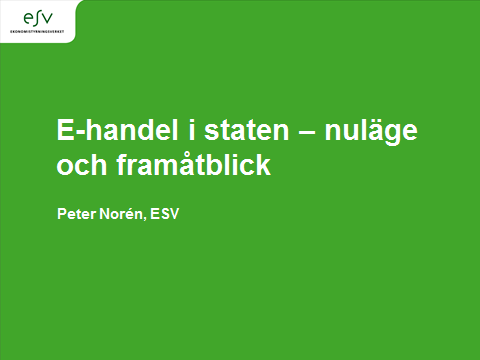 esv
EKONOMISTYRNINGSVERKET
E-handel i staten – nuläge
och framåtblick
Peter Norén, ESV